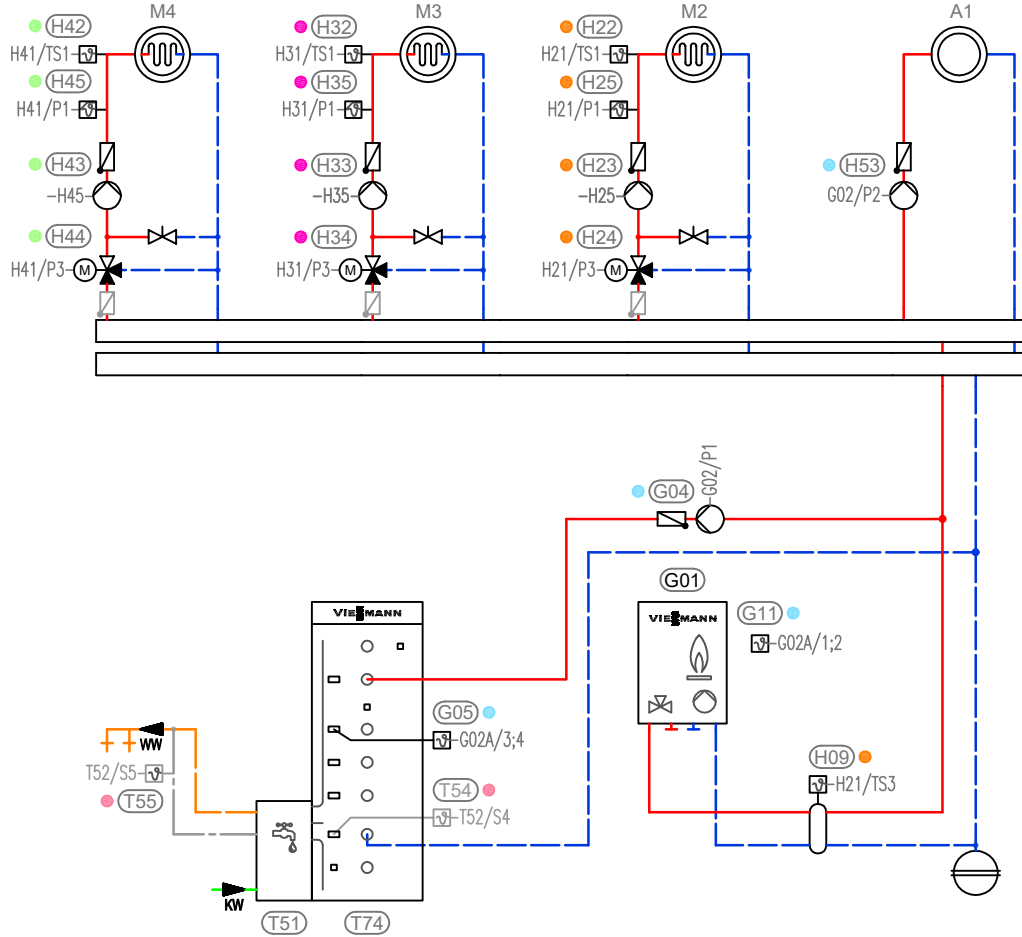 M4 M3 M2 A1
H42 H32 H22
H41/TS1 H31/TS1 H21/TS1
H45 H35 H25
H41/P1 H31/P1 H21/P1
H43 H33 H23 H53
-H45 -H35 -H25 G02/P2
H44 H34 H24
H41/P3 M H31/P3 M H21/P3 M
G02/P1
G04
G01
VIESMANN VIESMANN
G11
G02A/1;2
G05
G02A/3;4
WW
T52/S5
T55
H09
H21/TS3
T54
T52/S4
KW
T51 T74